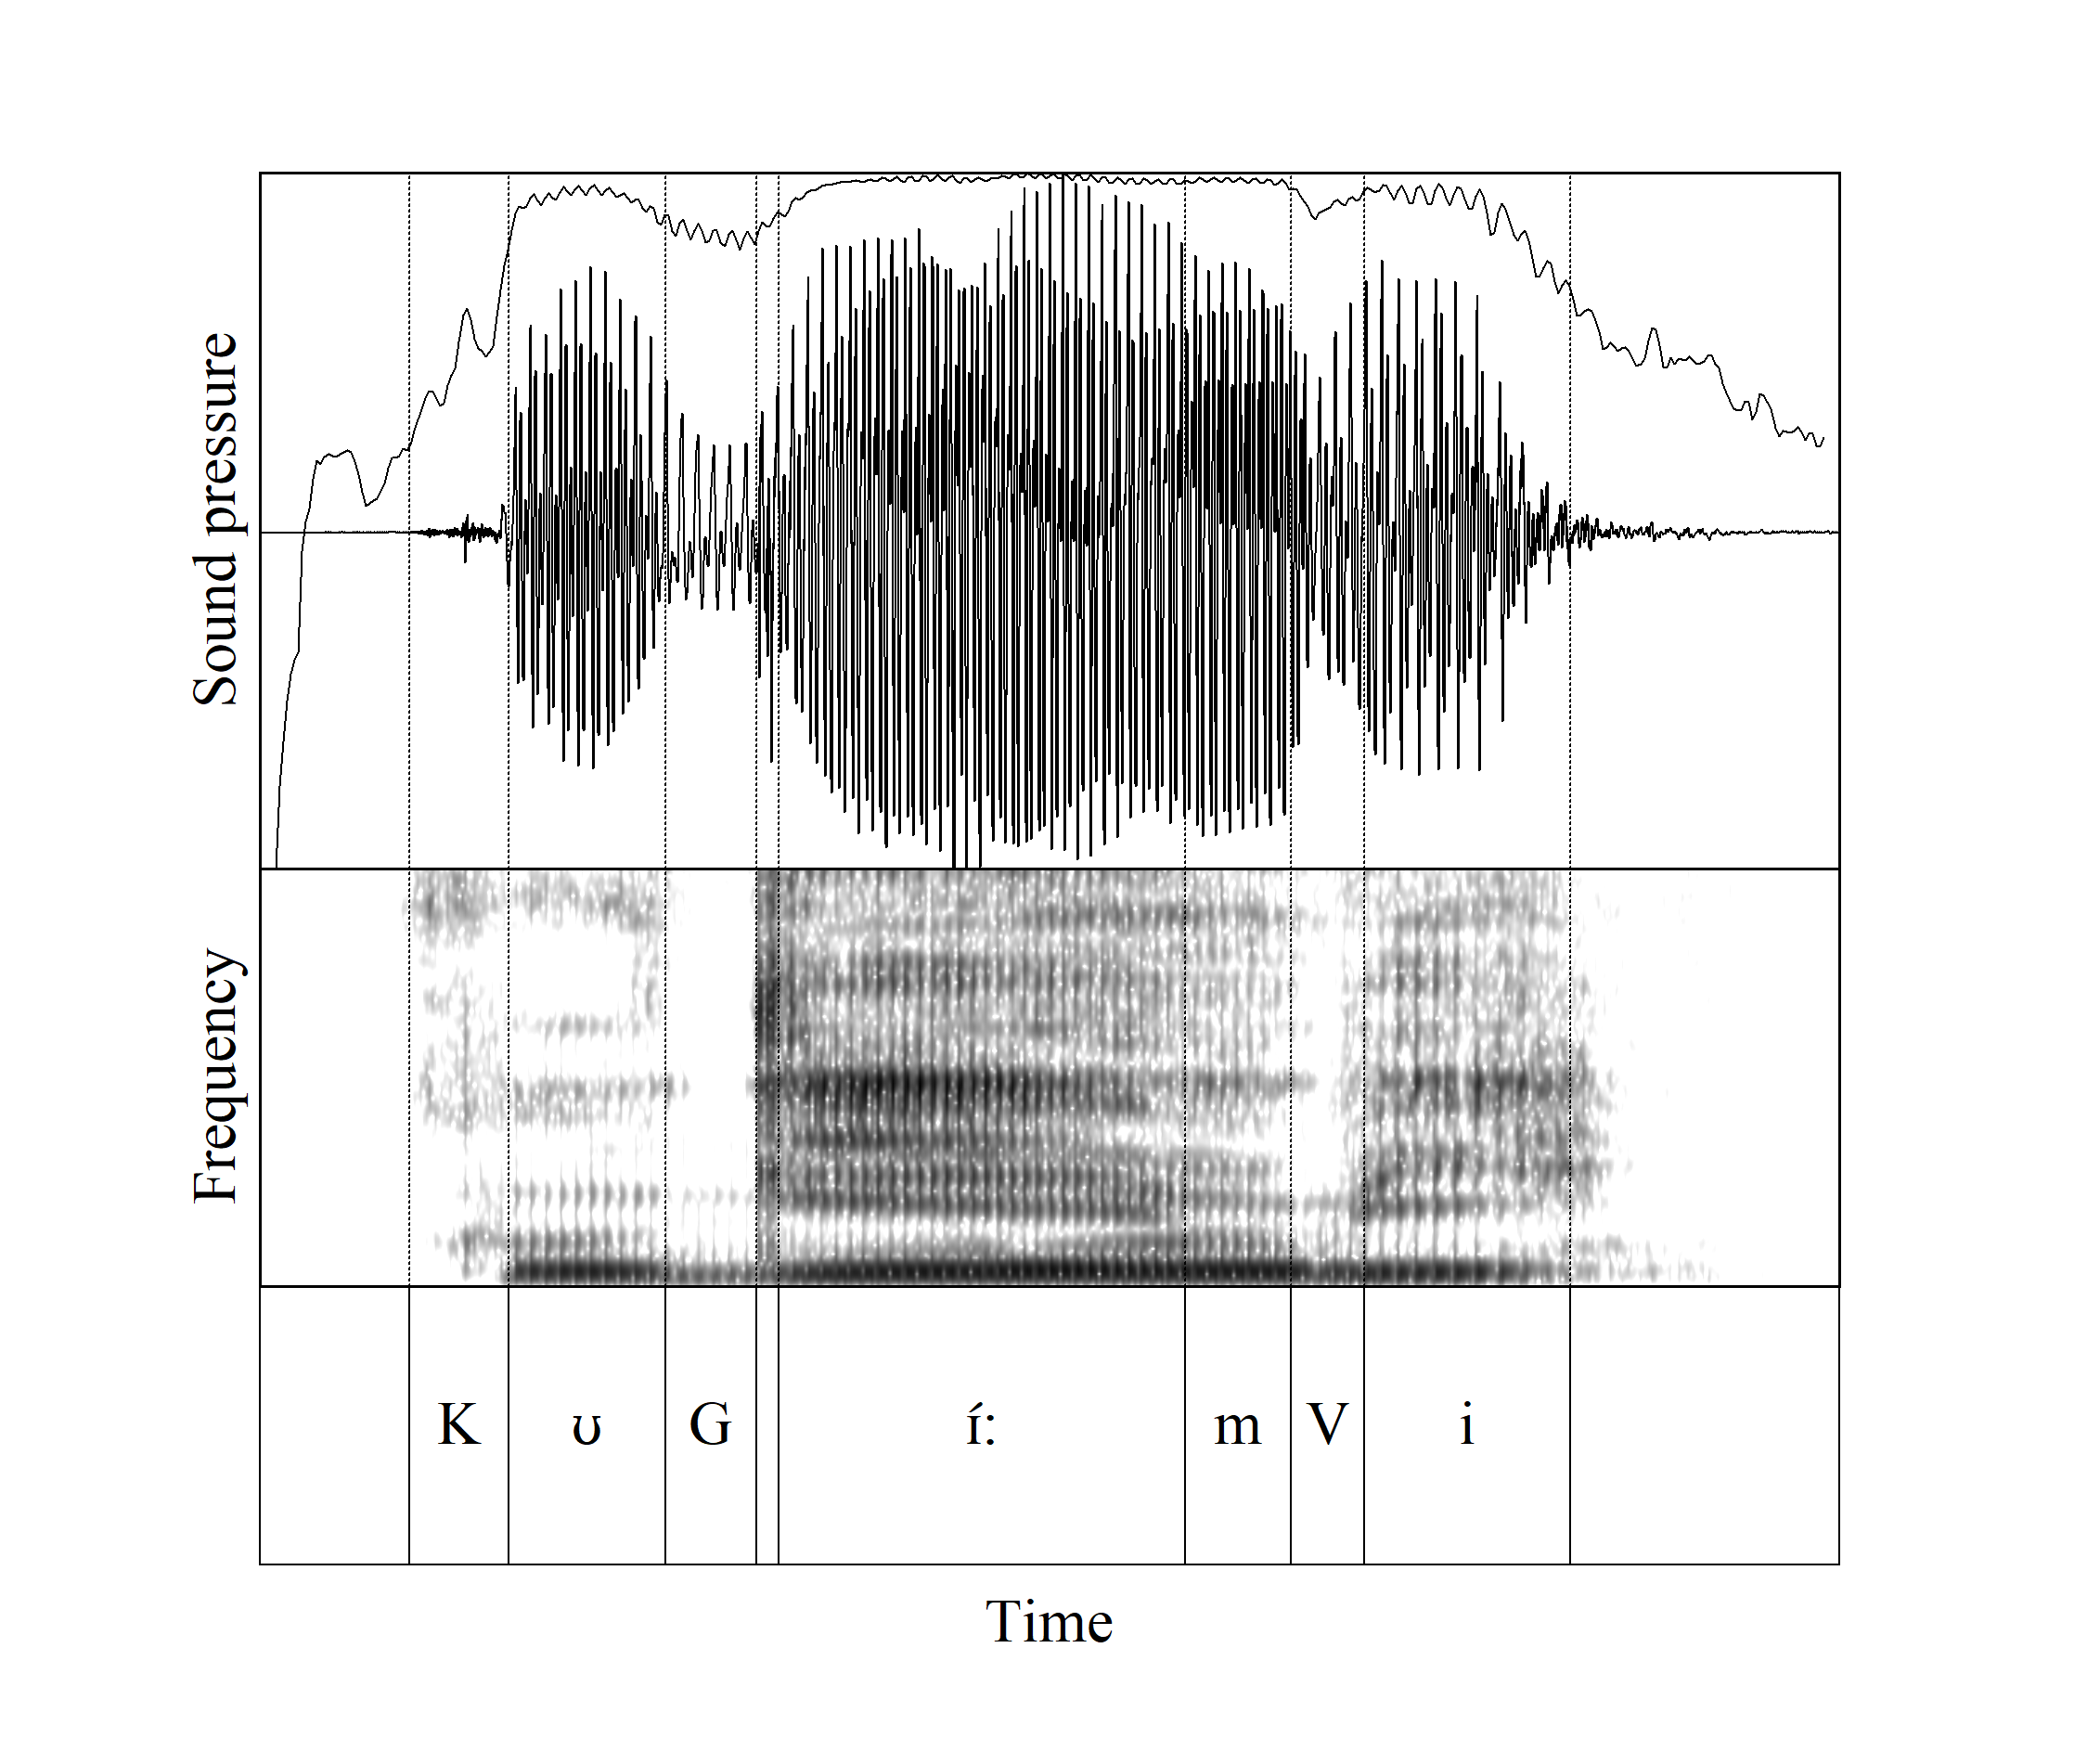 Sound pressure
Frequency
K ʊ G ɪ́: m V i
Time